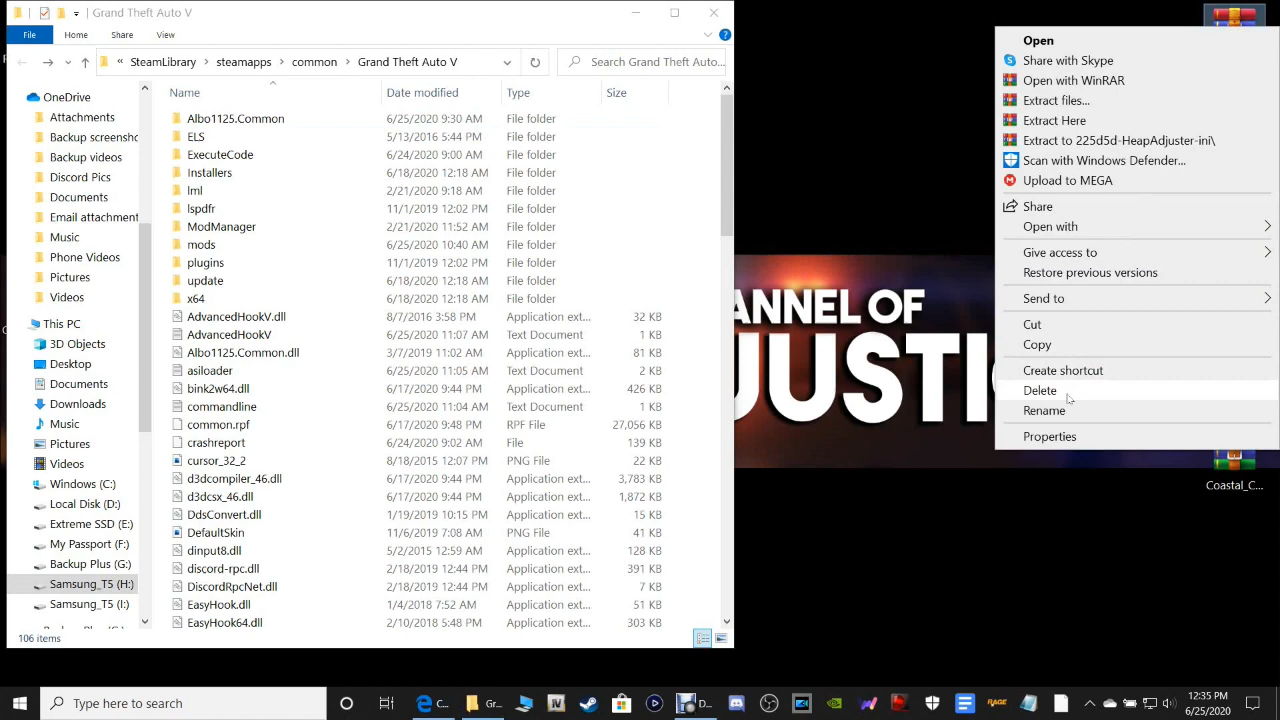 Grand Theft Auto V
File Home Share View
« SteamLibrary > steamapps > common > Grand Theft Auto V
Search Grand Theft Auto...
Name Date modified Type Size
OneDrive
Attachments
Backup screensho
Backup videos
Discord Pics
Documents
Email attachment
Music
Phone Videos
Pictures
Videos
This PC
3D Objects
Desktop
Documents
Downloads
Music
Pictures
Videos
Windows (C:)
Local Disk (D:)
Extreme SSD (E:)
My Passport (F:)
Backup Plus (G:)
Samsung_T5 (H:)
Samsung_T5 (I:)
Albo1125.Common 6/25/2020 9:30 AM File folder
ELS 5/13/2016 5:44 PM File folder
ExecuteCode 6/24/2020 9:00 AM File folder
Installers 6/18/2020 12:18 AM File folder
lml 2/21/2020 9:18 AM File folder
lspdfr 11/1/2019 12:02 PM File folder
ModManager 2/21/2020 11:52 AM File folder
mods 6/25/2020 10:40 AM File folder
plugins 11/1/2019 12:02 PM File folder
update 6/18/2020 12:18 AM File folder
x64 6/18/2020 12:18 AM File folder
AdvancedHookV.dll 8/7/2016 3:58 PM Application ext... 32 KB
AdvancedHookV 6/25/2020 11:07 AM Text Document 1 KB
Albo1125.Common.dll 3/7/2019 11:02 AM Application ext... 81 KB
asiloader 6/25/2020 11:05 AM Text Document 2 KB
bink2w64.dll 6/17/2020 9:44 PM Application ext... 426 KB
commandline 6/25/2020 11:04 AM Text Document 1 KB
common.rpf 6/17/2020 9:48 PM RPF File 27,056 KB
crashreport 6/24/2020 9:02 AM File 139 KB
cursor_32_2 8/18/2015 12:07 PM PNG File 22 KB
d3dcompiler_46.dll 6/17/2020 9:44 PM Application ext... 3,783 KB
d3dcsx_46.dll 6/17/2020 9:44 PM Application ext... 1,872 KB
DdsConvert.dll 1/19/2019 10:15 PM Application ext... 15 KB
DefaultSkin 11/6/2019 7:08 AM PNG File 41 KB
dinput8.dll 5/2/2015 12:59 AM Application ext... 128 KB
discord-rpc.dll 2/18/2019 12:44 PM Application ext... 391 KB
DiscordRpcNet.dll 2/18/2019 12:44 PM Application ext... 7 KB
EasyHook.dll 1/4/2018 7:52 AM Application ext... 51 KB
EasyHook64.dll 2/10/2018 5:48 PM Application ext... 303 KB
106 items
Open
Share with Skype
Open with WinRAR
Extract files...
Extract Here
Extract to 225d5d-HeapAdjuster-ini\
Scan with Windows Defender...
Upload to MEGA
Share
Open with
Give access to
Restore previous versions
Send to
Cut
Copy
Create shortcut
Delete
Rename
Properties
ANNEL OF
JUSTI
Coastal_C...
Type here to search
C...
Gr...
IV
D...
RAGE
12:35 PM
6/25/2020